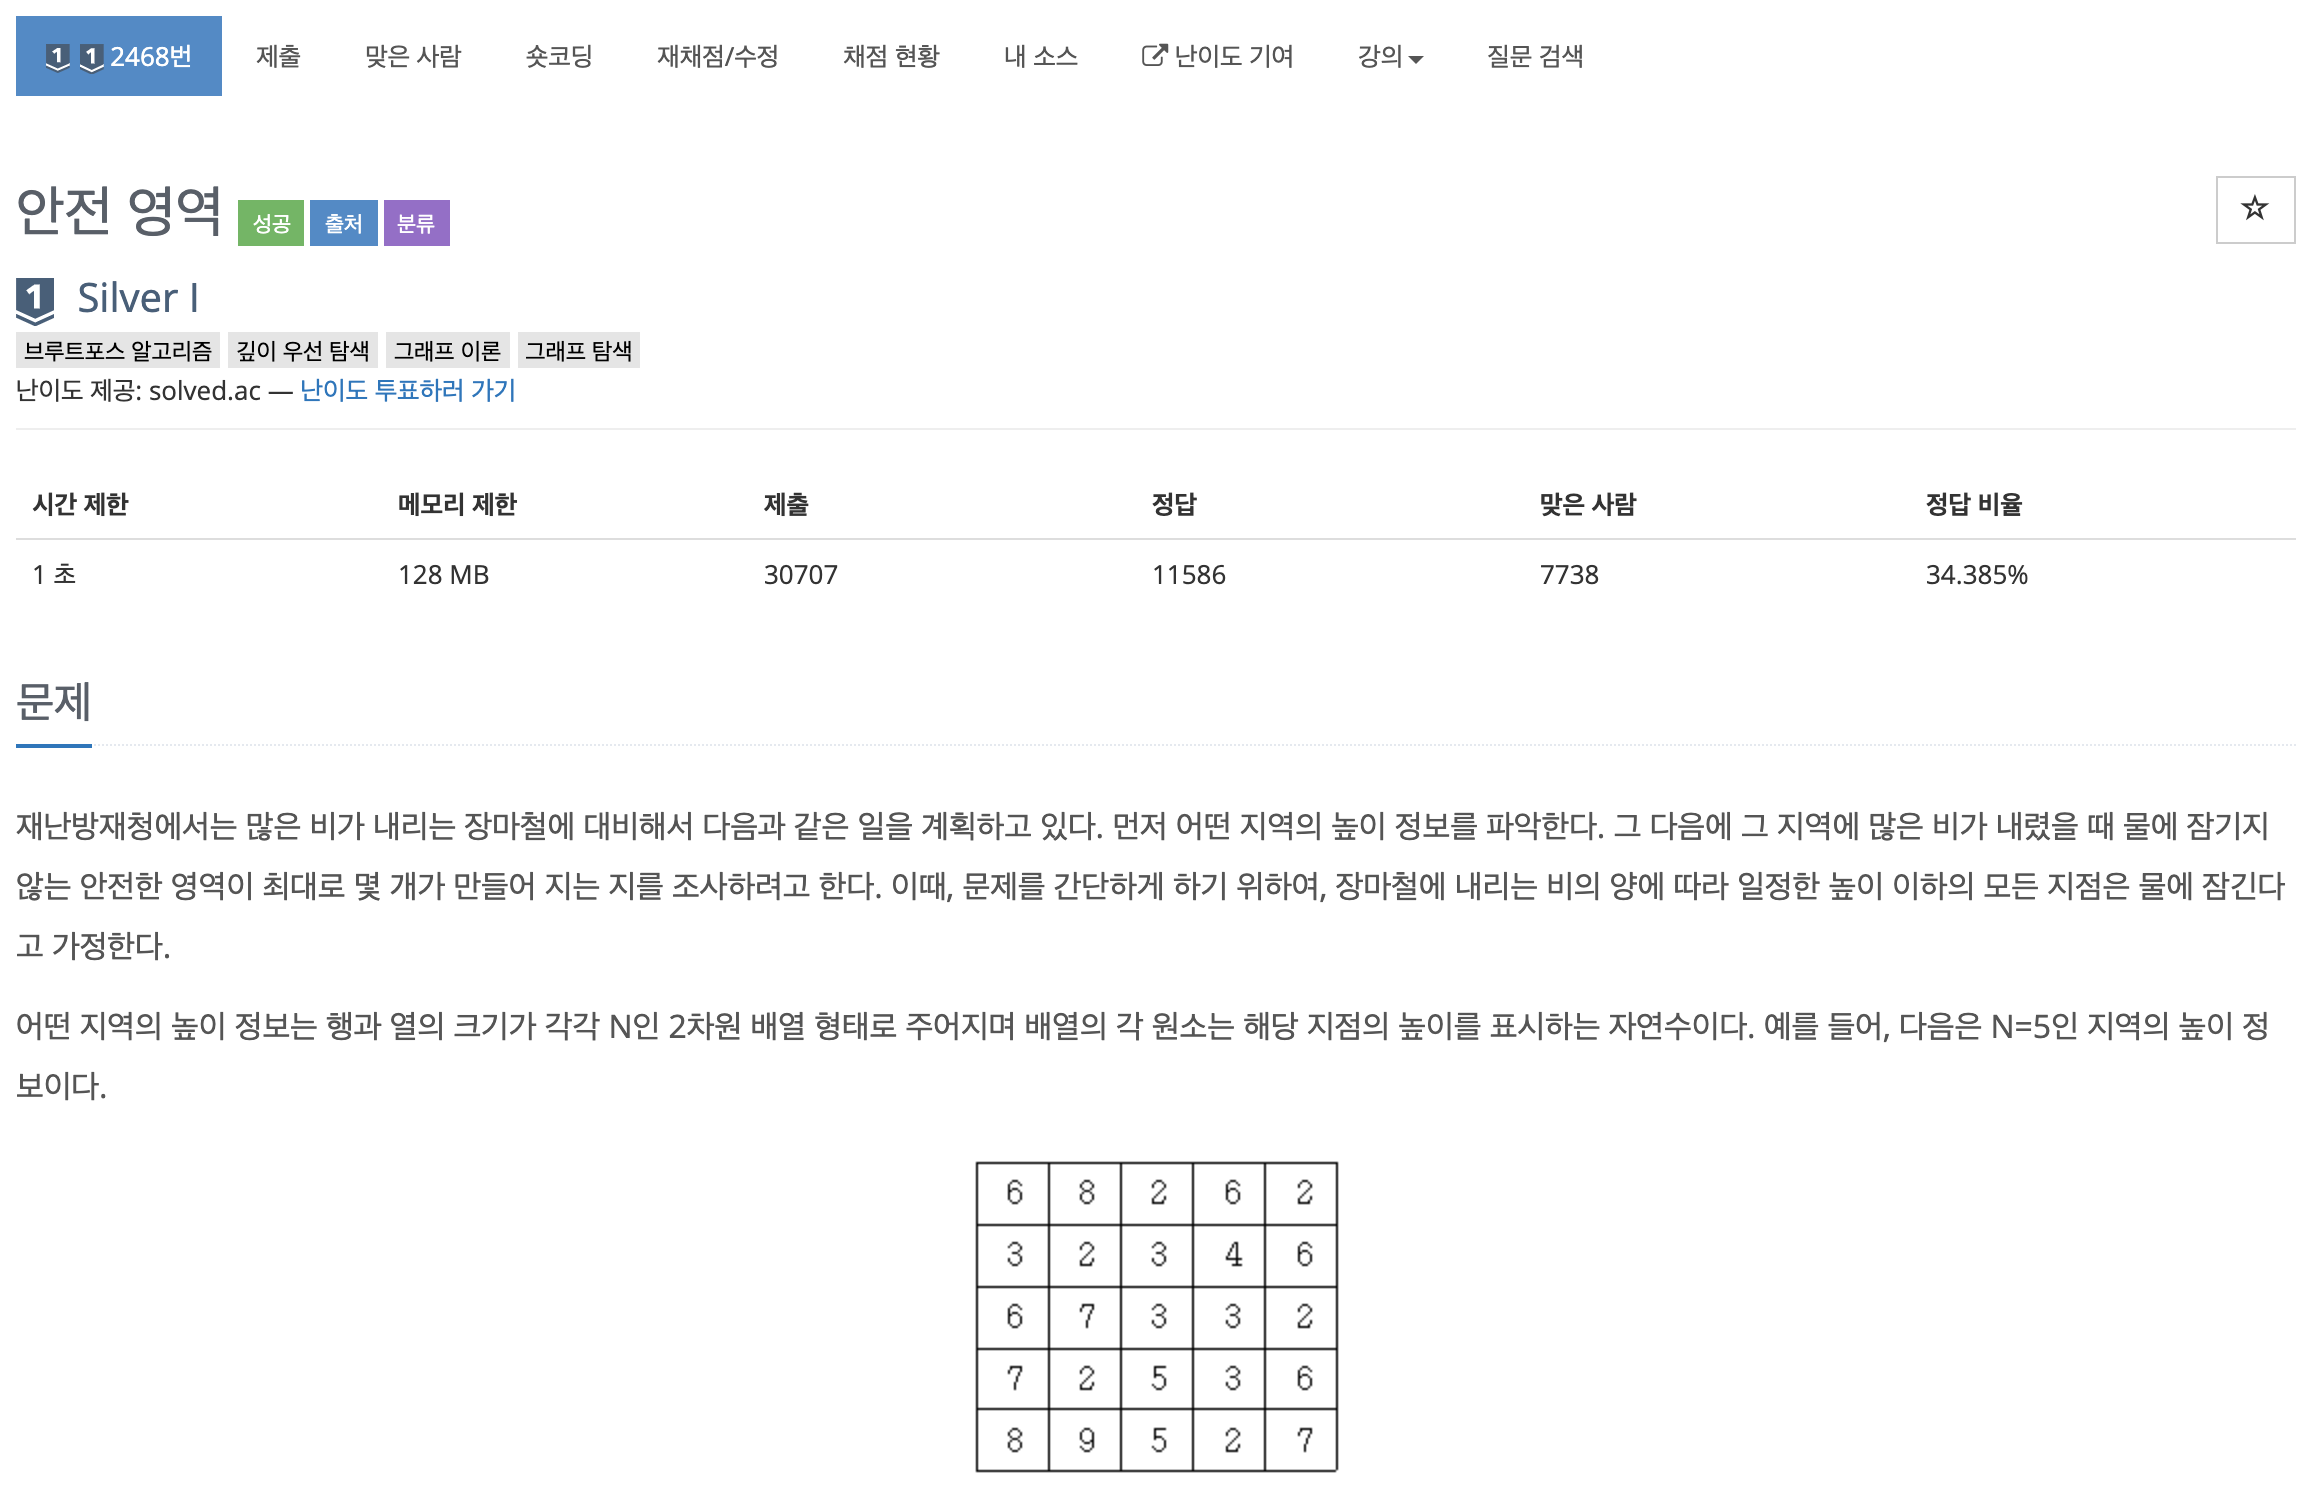 1 1 2468번 제출 맞은 사람 숏코딩 재채점/수정 채점 현황 내 소스 난이도 기여 강의 질문 검색
안전 영역 성공 출처 분류
1 Silver I
브루트포스 알고리즘 깊이 우선 탐색 그래프 이론 그래프 탐색
난이도 제공: solved.ac — 난이도 투표하러 가기
시간 제한 메모리 제한 제출 정답 맞은 사람 정답 비율
1 초 128 MB 30707 11586 7738 34.385%
문제
재난방재청에서는 많은 비가 내리는 장마철에 대비해서 다음과 같은 일을 계획하고 있다. 먼저 어떤 지역의 높이 정보를 파악한다. 그 다음에 그 지역에 많은 비가 내렸을 때 물에 잠기지
않는 안전한 영역이 최대로 몇 개가 만들어 지는 지를 조사하려고 한다. 이때, 문제를 간단하게 하기 위하여, 장마철에 내리는 비의 양에 따라 일정한 높이 이하의 모든 지점은 물에 잠긴다
고 가정한다.
어떤 지역의 높이 정보는 행과 열의 크기가 각각 N인 2차원 배열 형태로 주어지며 배열의 각 원소는 해당 지점의 높이를 표시하는 자연수이다. 예를 들어, 다음은 N=5인 지역의 높이 정
보이다.
6 8 2 6 2
3 2 3 4 6
6 7 3 3 2
7 2 5 3 6
8 9 5 2 7